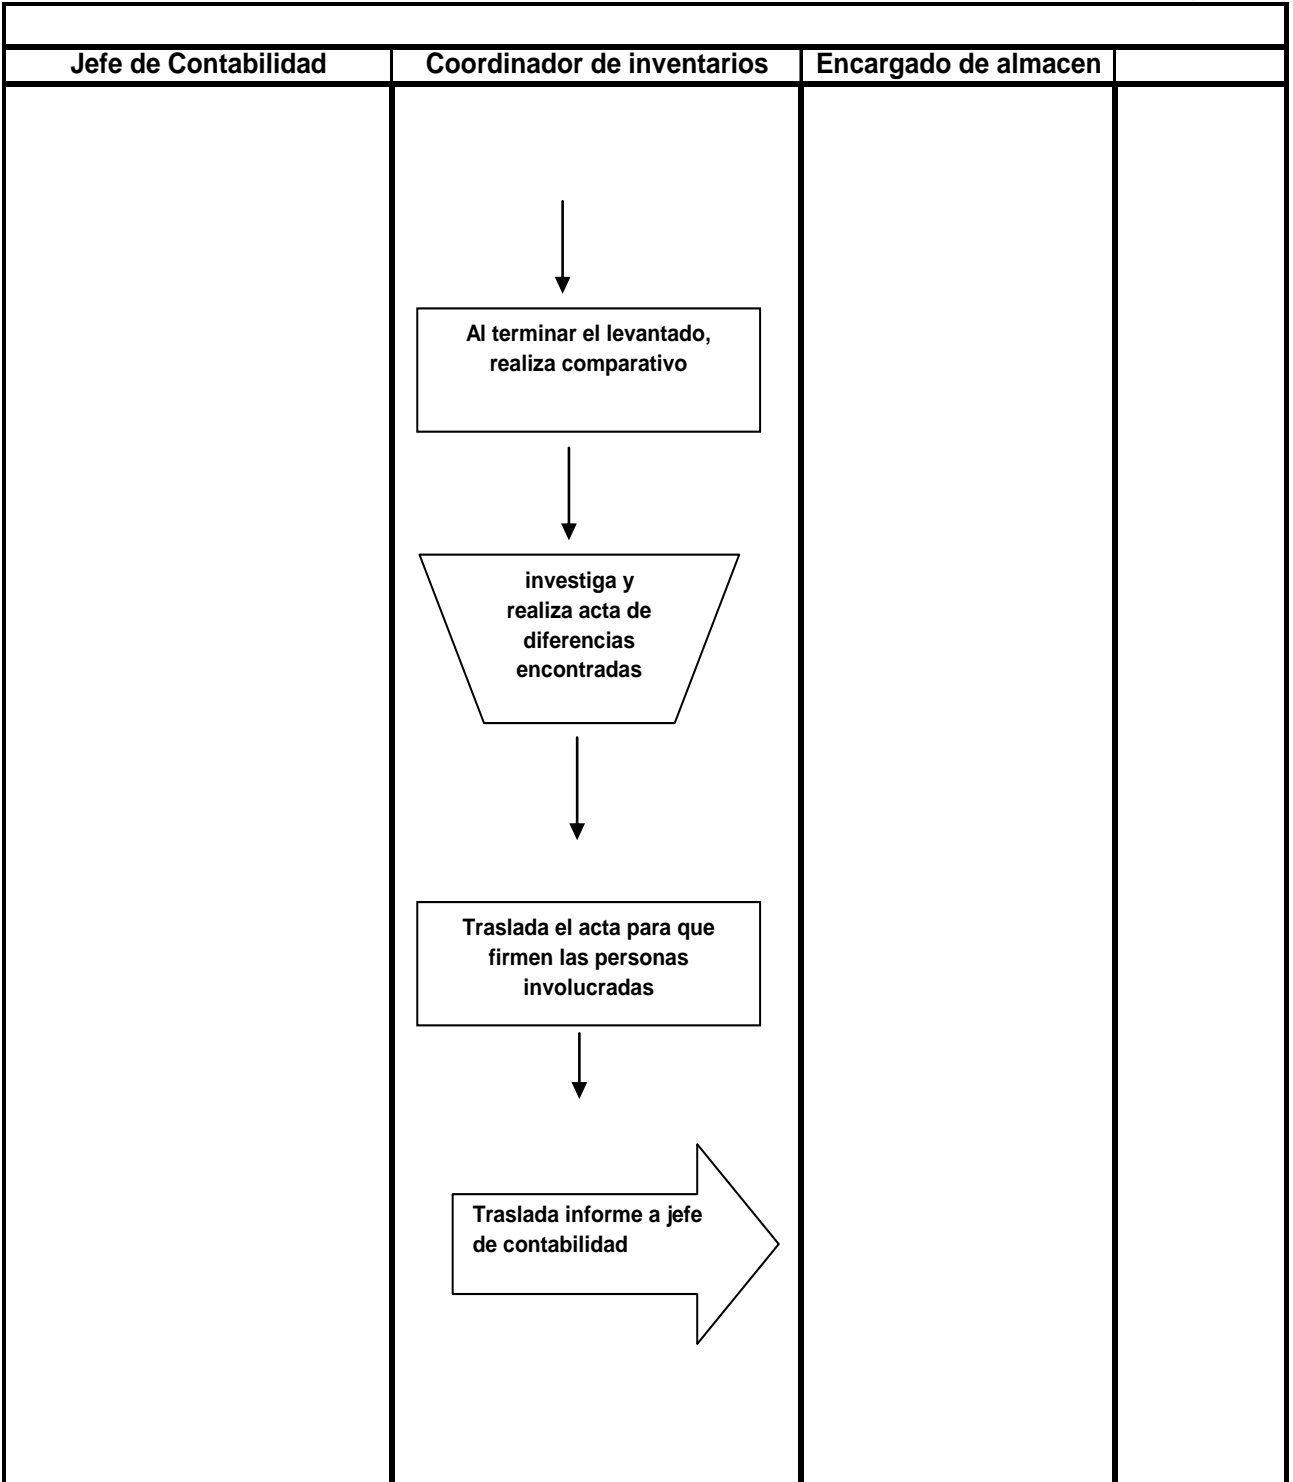 Jefe de Contabilidad
Coordinador de inventarios
Encargado de almacen
Al terminar el levantado,
realiza comparativo
investiga y
realiza acta de
diferencias
encontradas
Traslada el acta para que
firmen las personas
involucradas
Traslada informe a jefe
de contabilidad